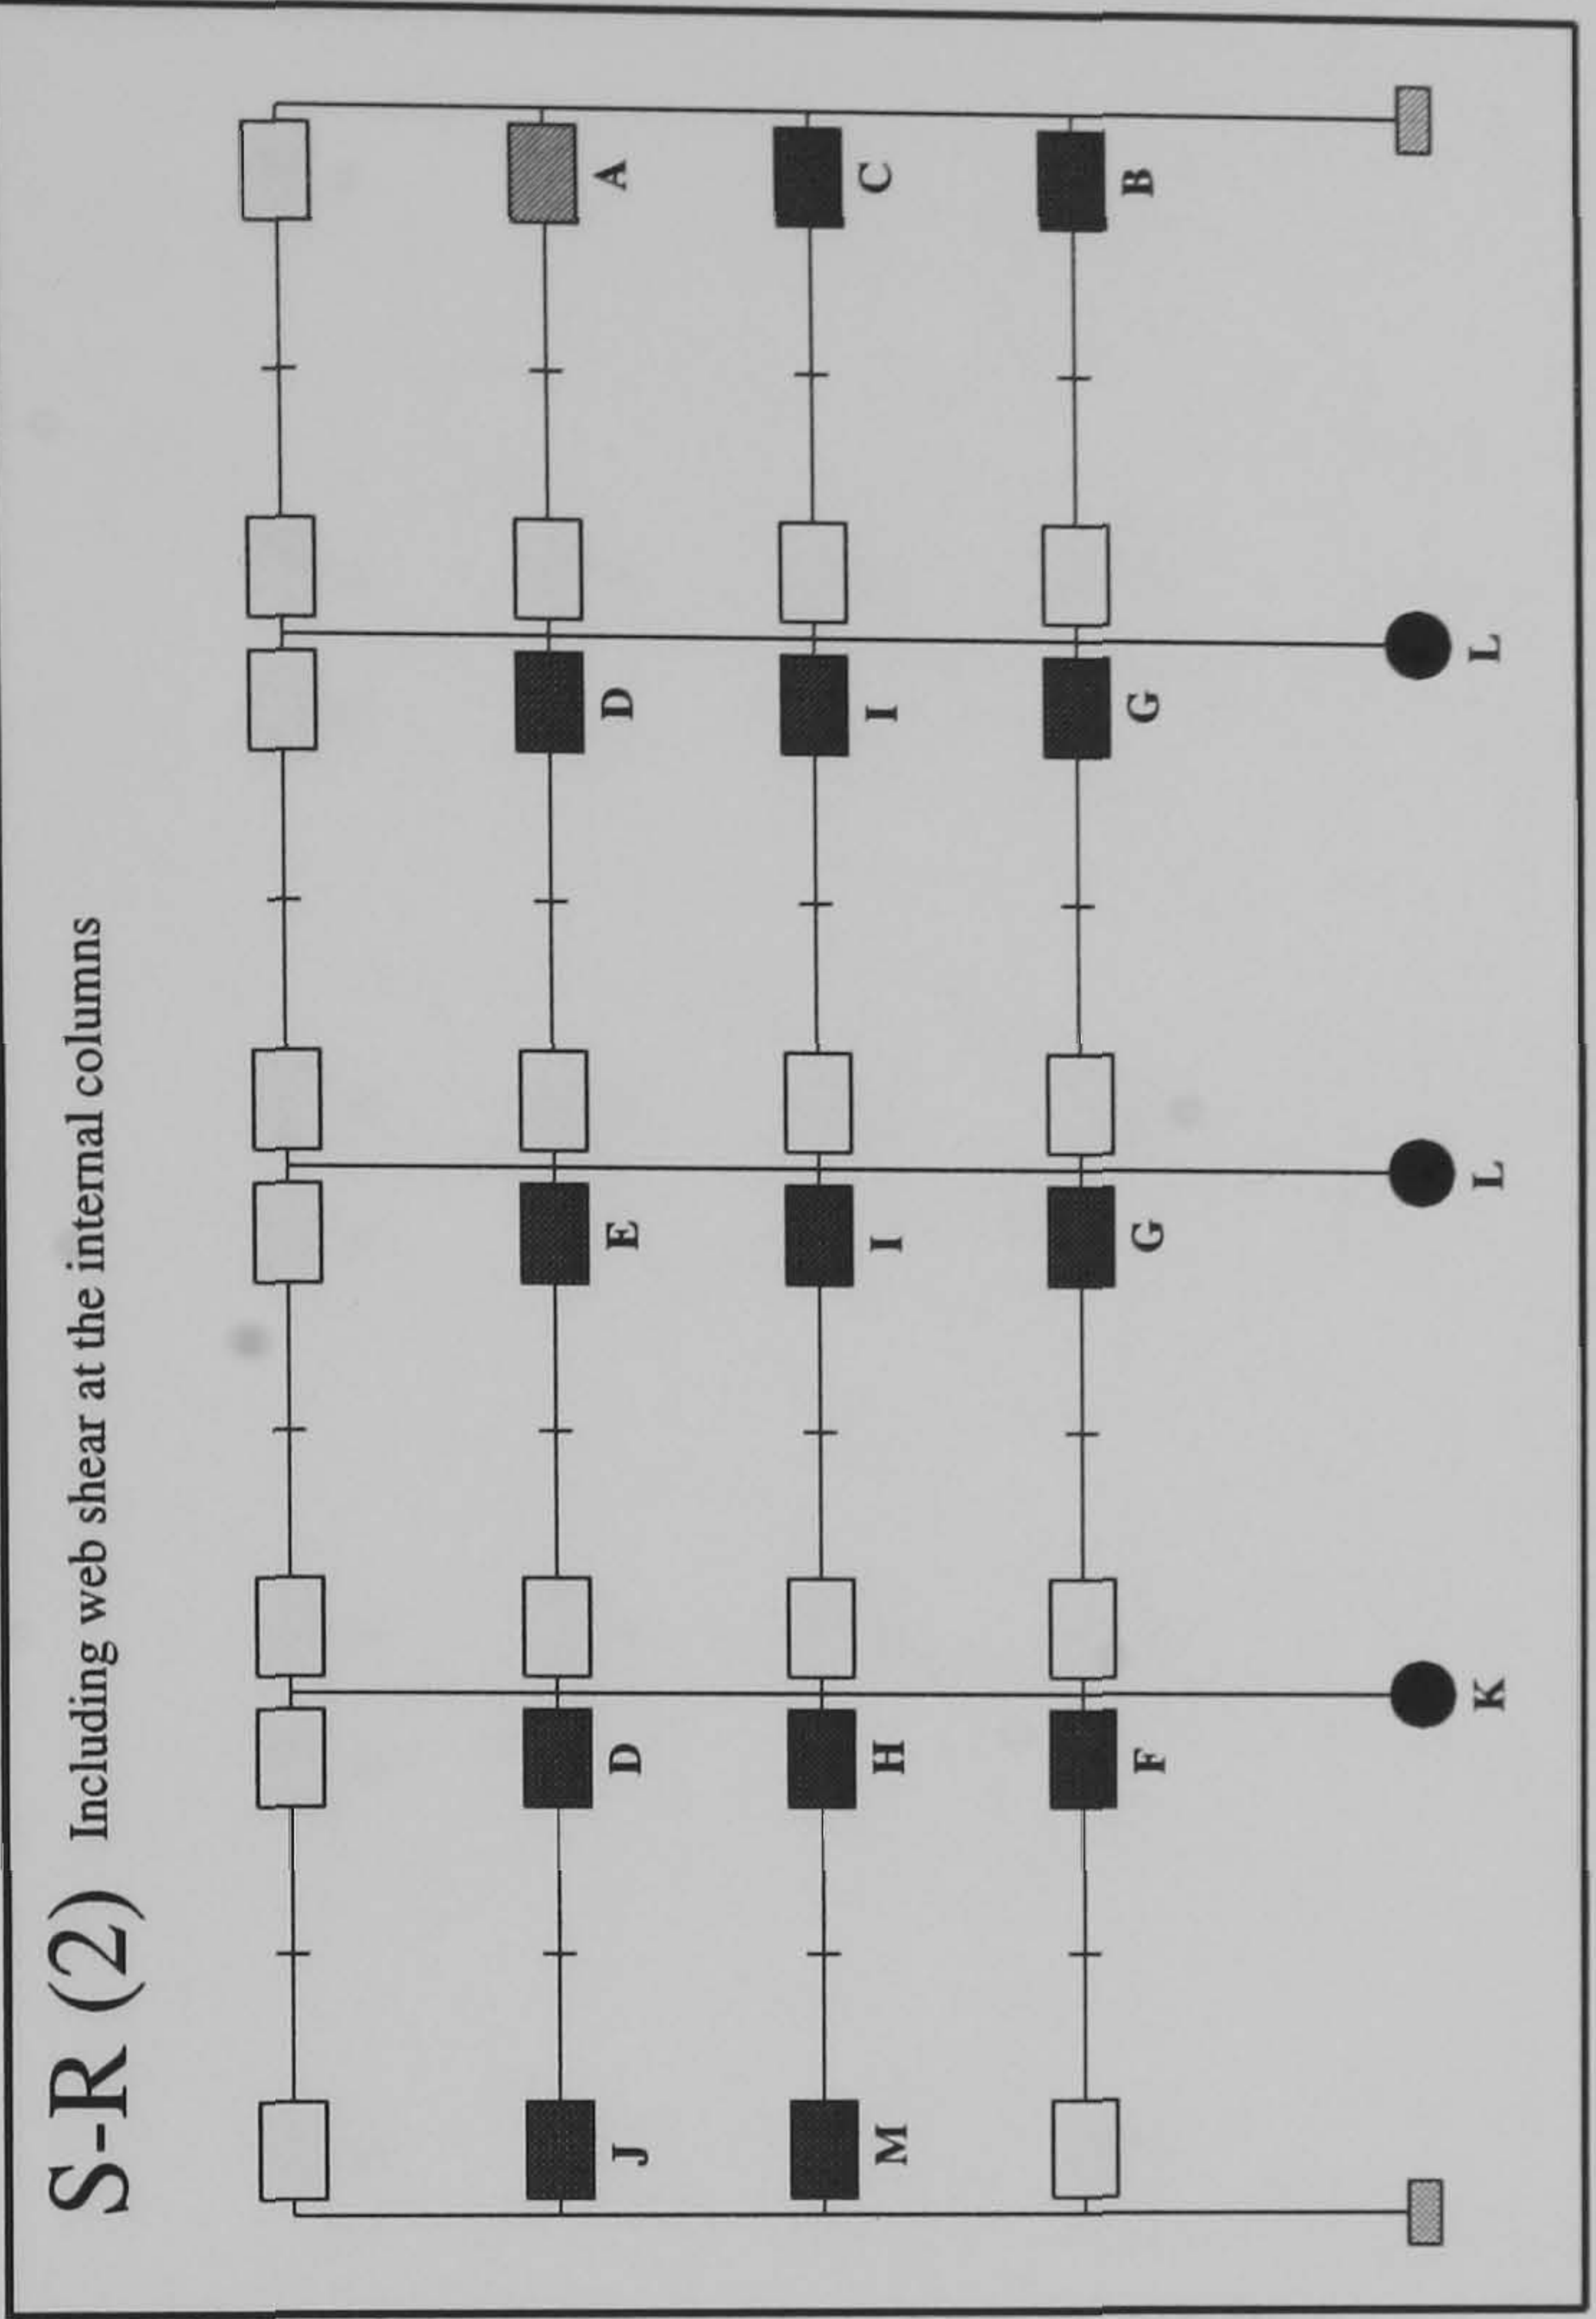 S-R (2) Including web shear at the internal columns
J D E D A
M H I I C
F G G B
K L L